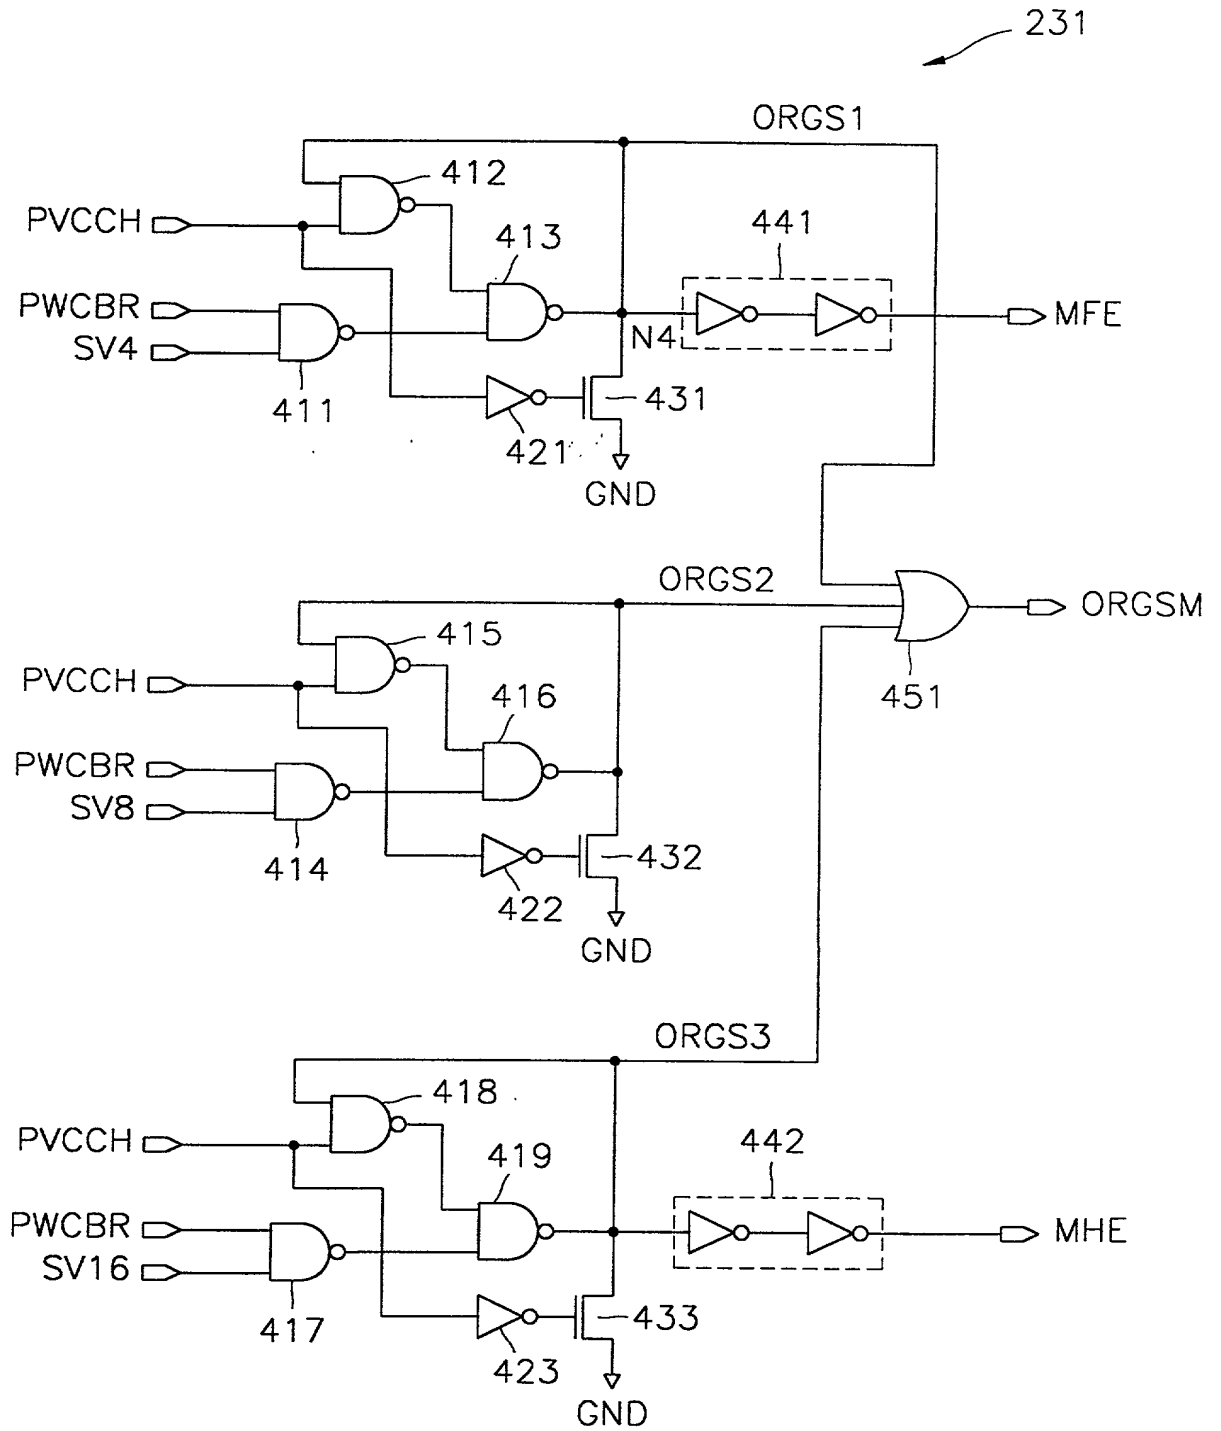 231
ORGS1
412
PVCCH
413
441
PWCBR
SV4
N4
MFE
411
421
431
GND
ORGS2
415
PVCCH
416
ORGSM
451
PWCBR
SV8
414
422
432
GND
ORGS3
418
PVCCH
419
442
PWCBR
SV16
MHE
417
423
433
GND